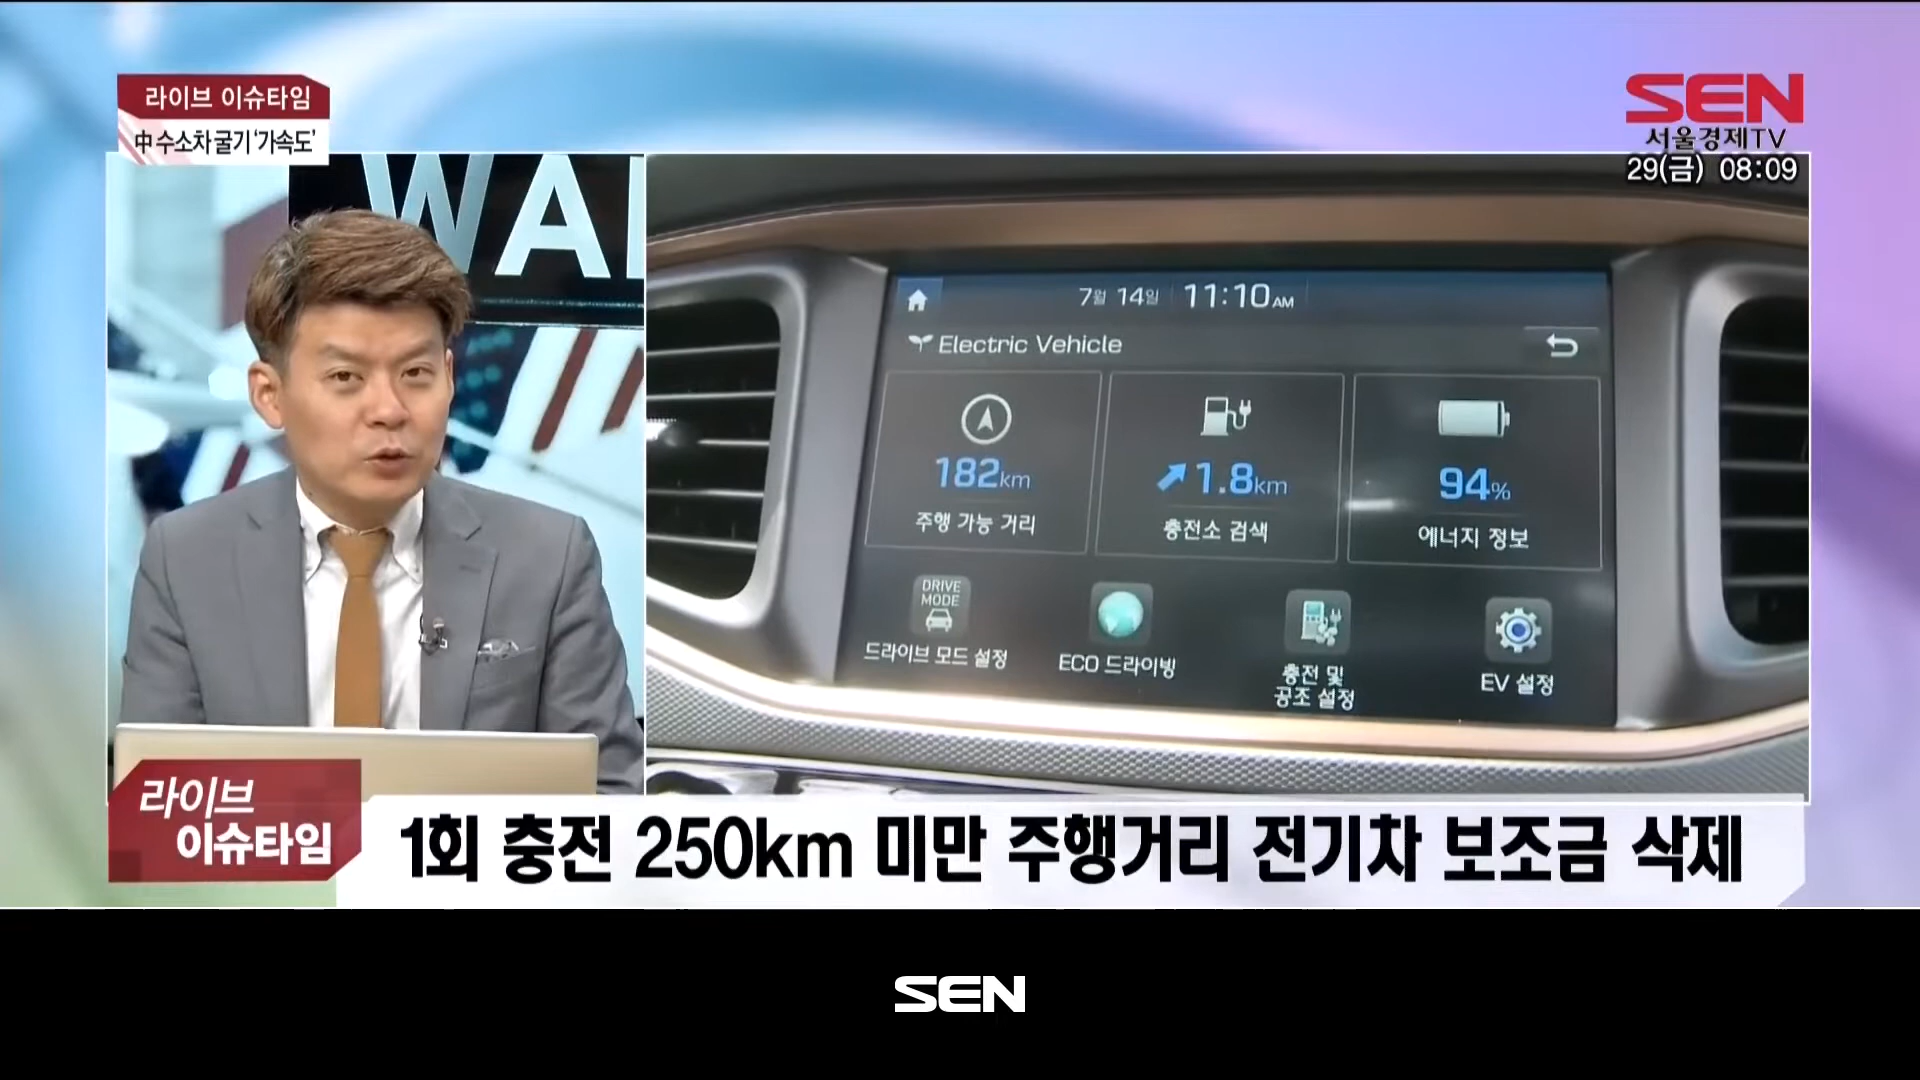 라이브 이슈타임
中 수소차 굴기 '가속도'
SEN
서울경제TV
29(금) 08:09
WA
7월 14일 11:10AM
Electric Vehicle
182km
주행 가능 거리
1.8km
충전소 검색
94%
에너지 정보
DRIVE
MODE
드라이브 모드 설정
ECO 드라이빙
충전 및
공조 설정
EV 설정
라이브
이슈타임
1회 충전 250km 미만 주행거리 전기차 보조금 삭제
SEN